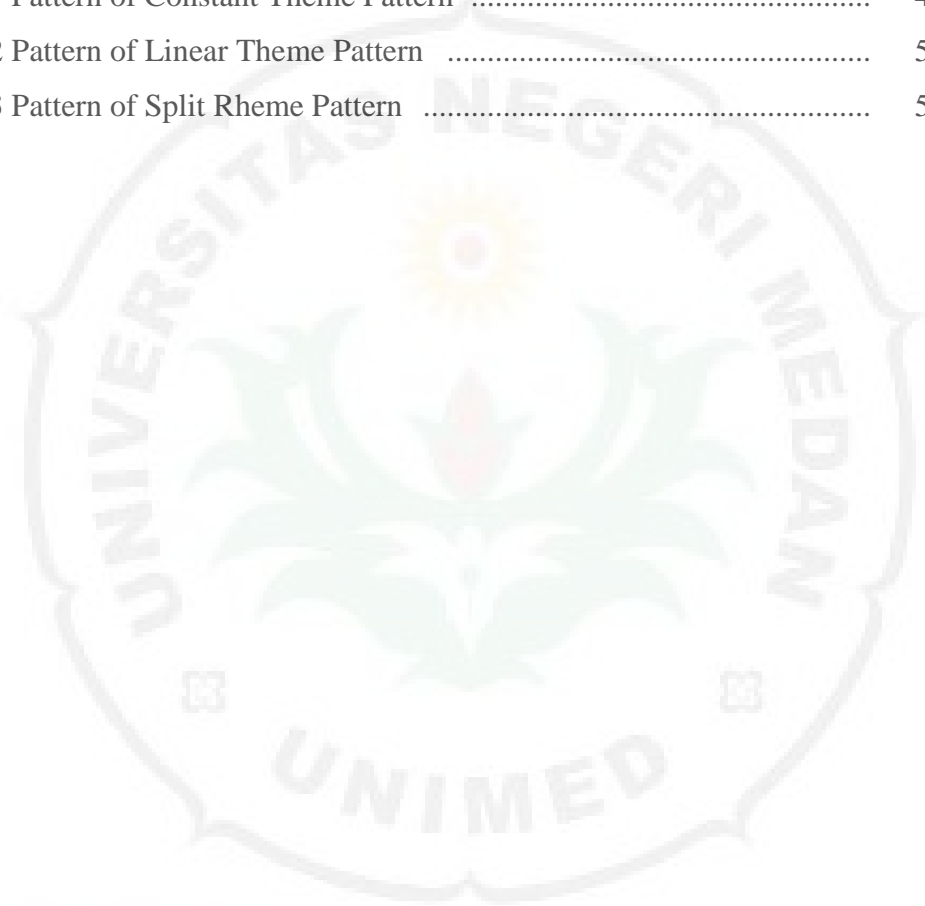 Pattern of Constant Theme Pattern ................................................... 4
2 Pattern of Linear Theme Pattern ...................................................... 5
3 Pattern of Split Rheme Pattern ......................................................... 5
UNIVERSITAS NEGERI MEDAN
UNIMED